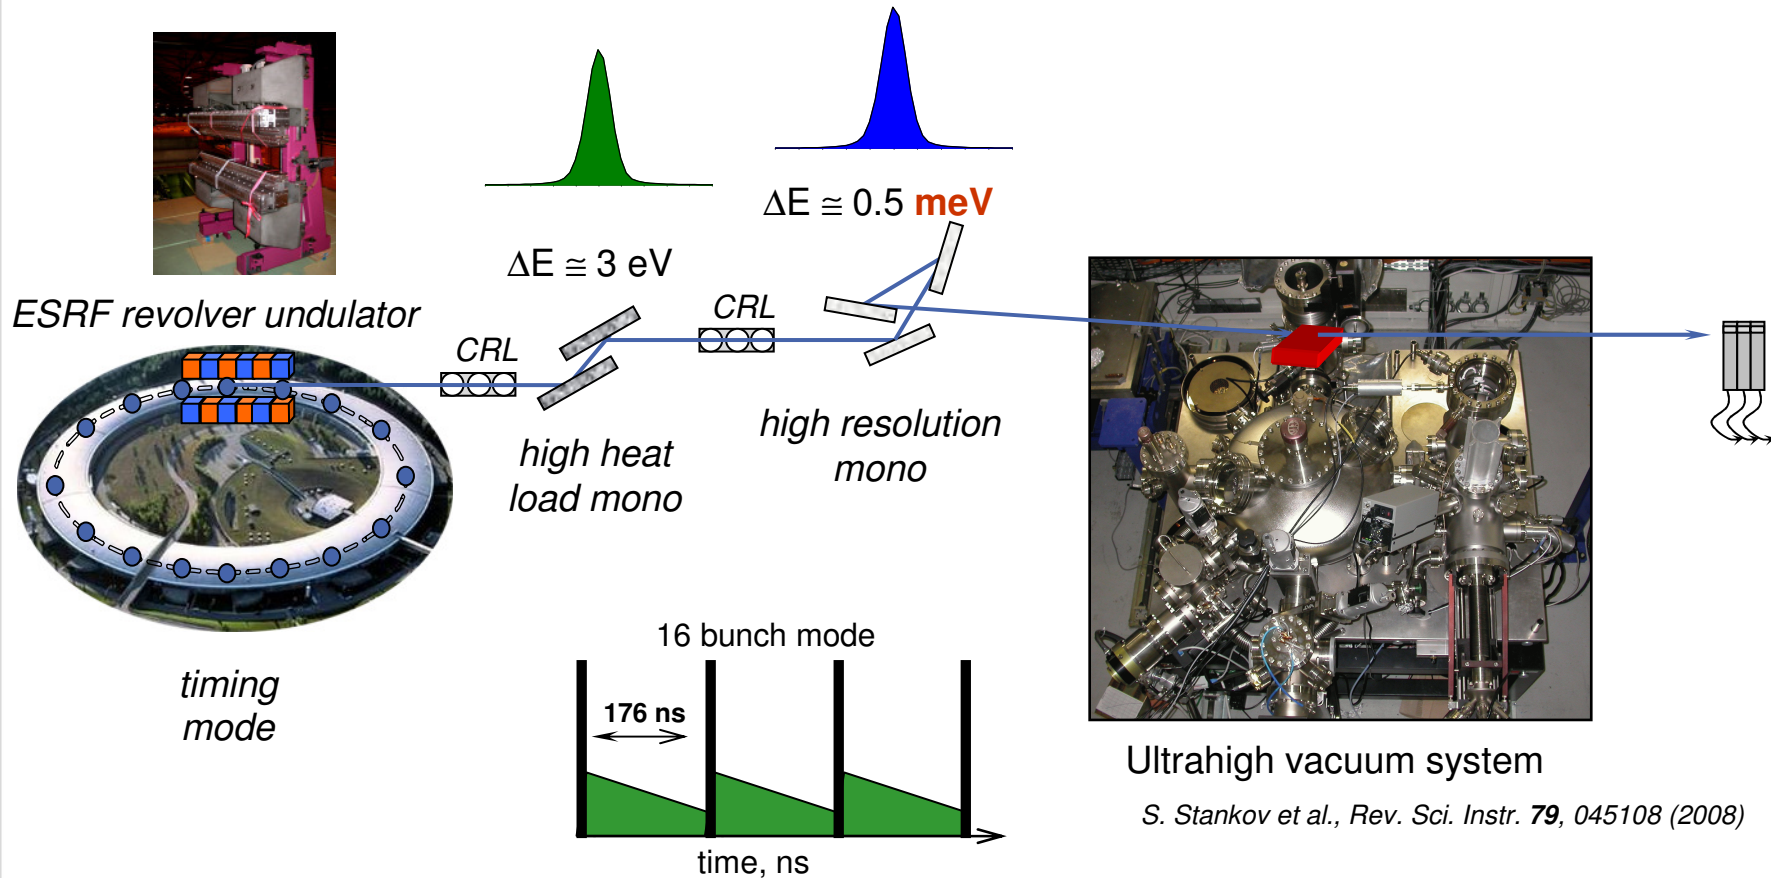 ΔE ≅ 0.5 meV
ΔE ≅ 3 eV
ESRF revolver undulator
CRL
CRL
high heat
load mono
high resolution
mono
timing
mode
16 bunch mode
176 ns
time, ns
Ultrahigh vacuum system
S. Stankov et al., Rev. Sci. Instr. 79, 045108 (2008)